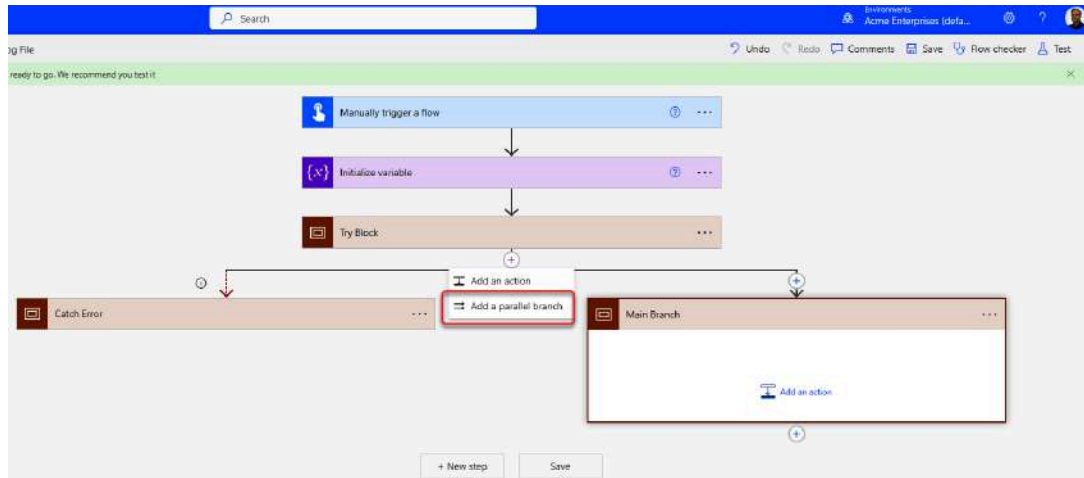 Environments
Search
Acme Enterprises (defa...
?
og File
Undo Redo Comments Save Flow checker Test
ready to go. We recommend you test it
Manually trigger a flow
{x} Initialize variable
Try Block
Add an action
Add a parallel branch
Catch Error
Main Branch
Add an action
+ New step
Save